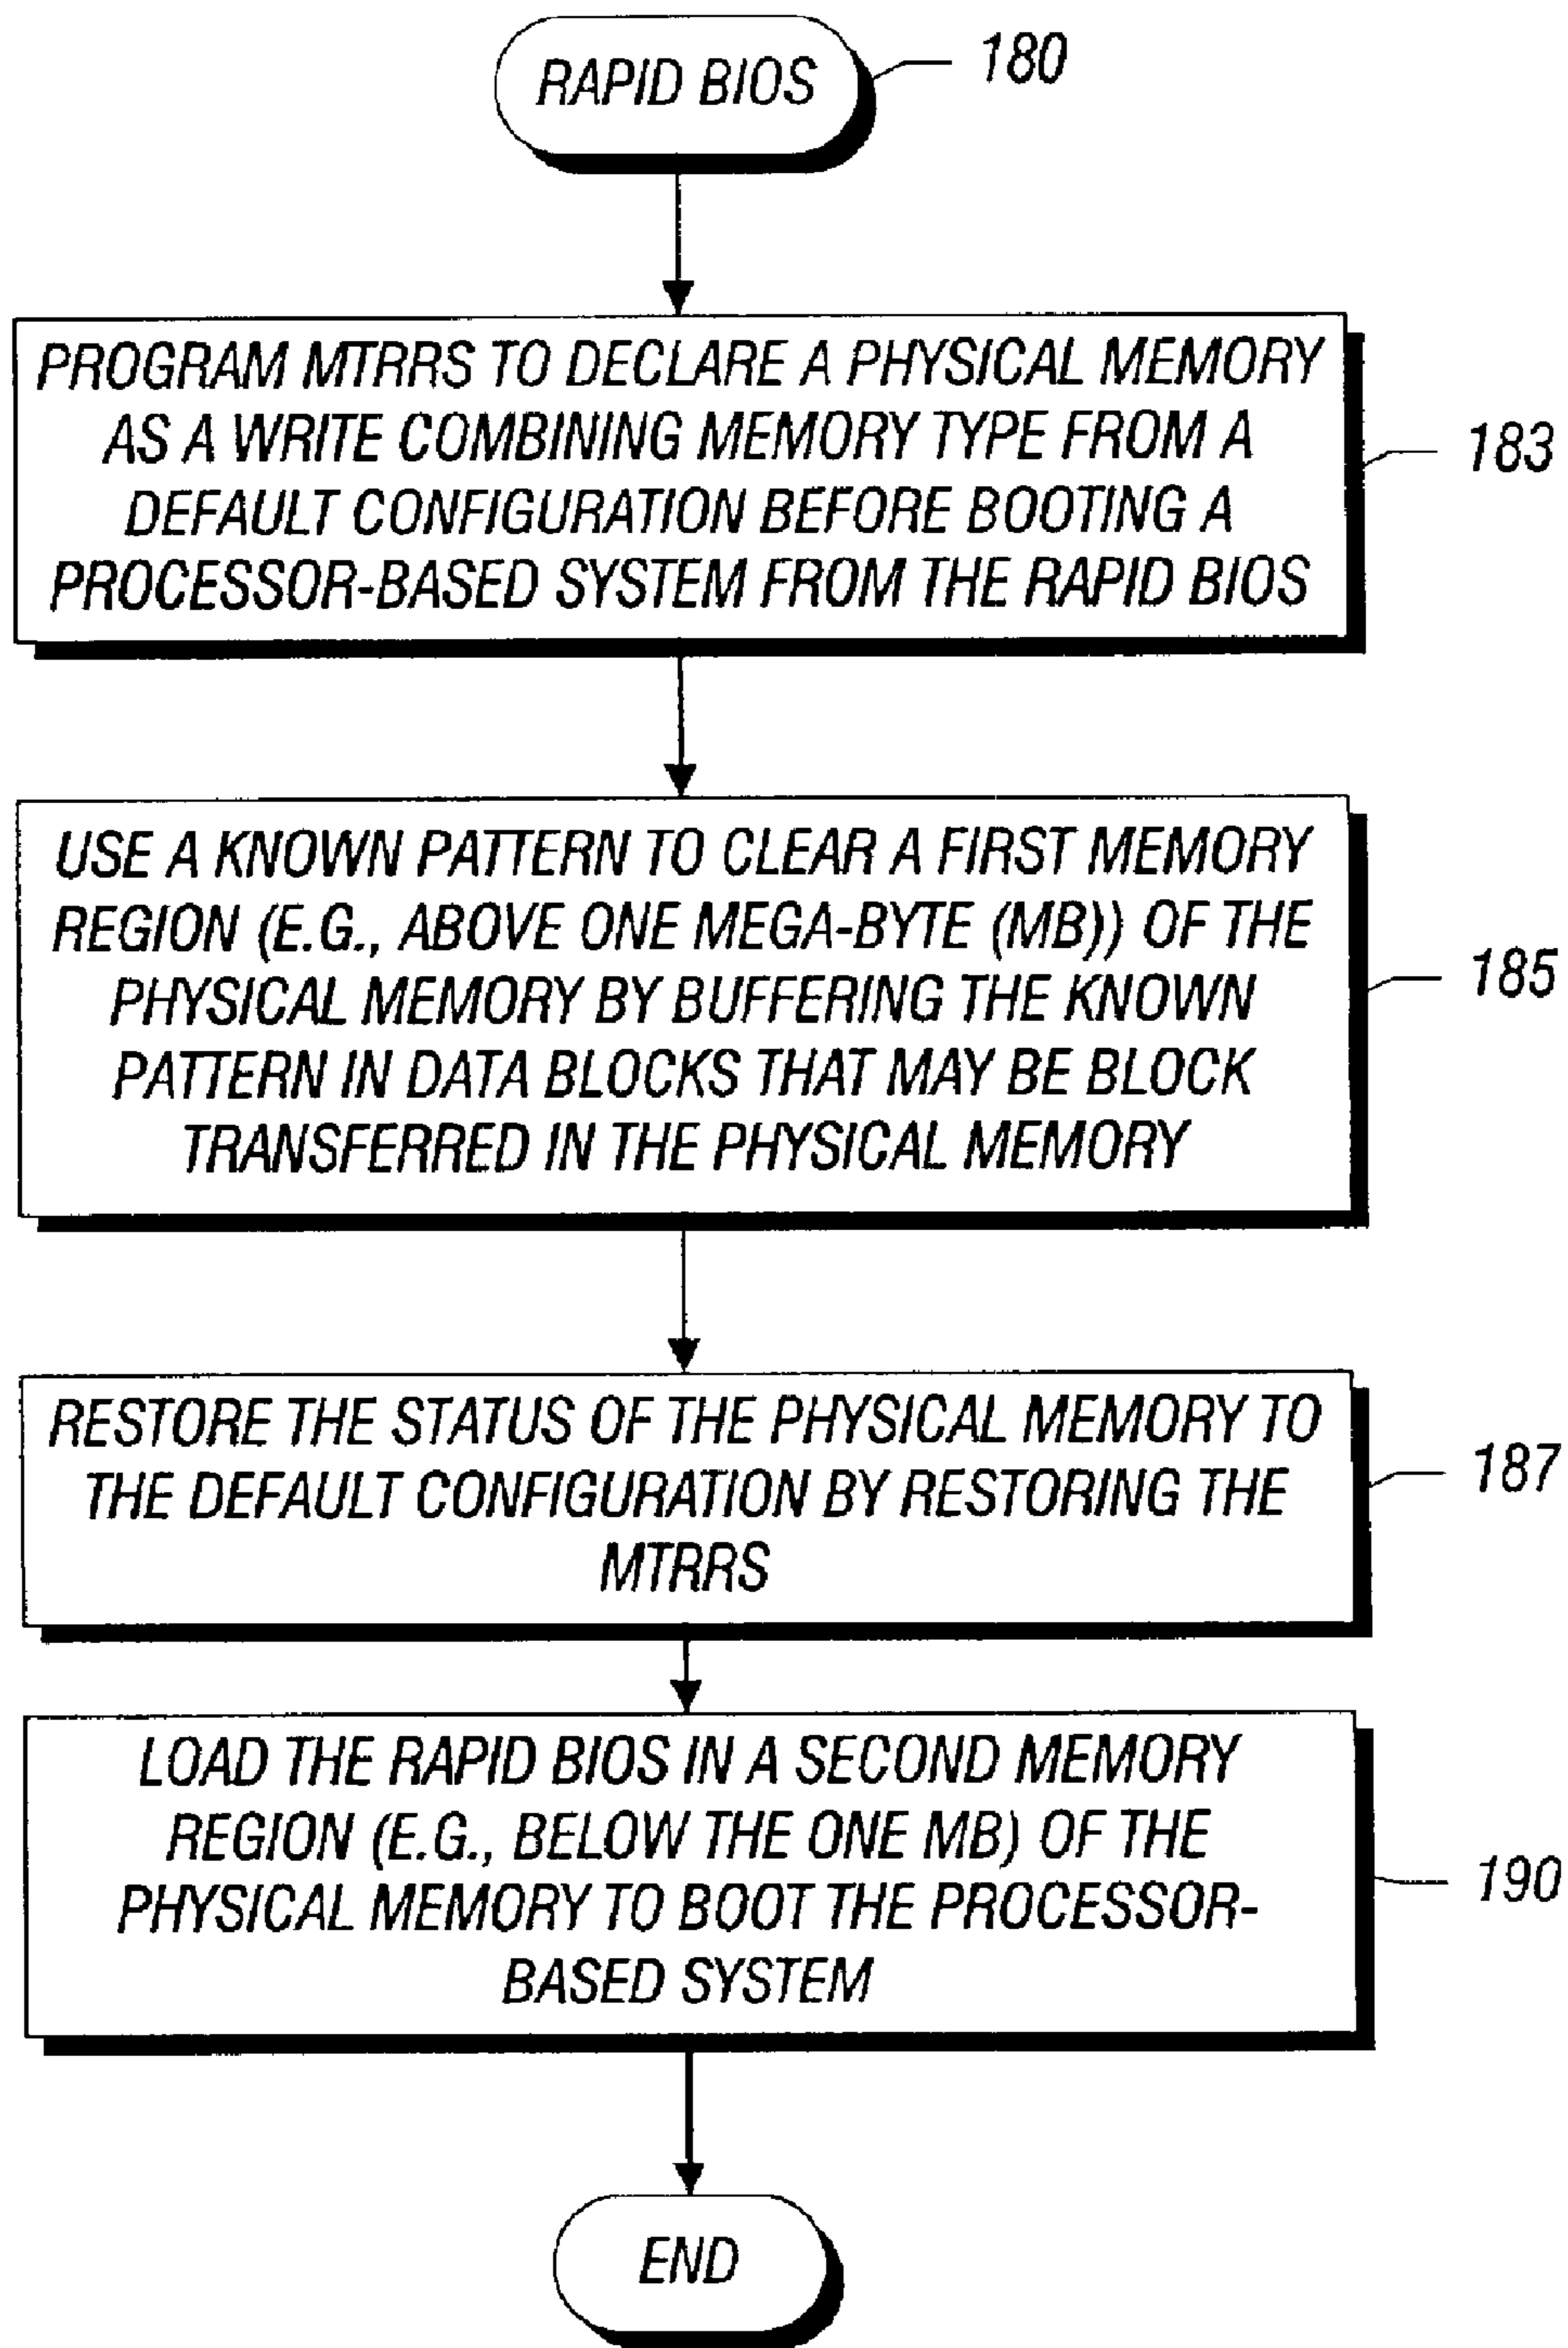 RAPID BIOS
180
PROGRAM MTRRS TO DECLARE A PHYSICAL MEMORY
AS A WRITE COMBINING MEMORY TYPE FROM A
DEFAULT CONFIGURATION BEFORE BOOTING A
PROCESSOR-BASED SYSTEM FROM THE RAPID BIOS
183
USE A KNOWN PATTERN TO CLEAR A FIRST MEMORY
REGION (E.G., ABOVE ONE MEGA-BYTE (MB)) OF THE
PHYSICAL MEMORY BY BUFFERING THE KNOWN
PATTERN IN DATA BLOCKS THAT MAY BE BLOCK
TRANSFERRED IN THE PHYSICAL MEMORY
185
RESTORE THE STATUS OF THE PHYSICAL MEMORY TO
THE DEFAULT CONFIGURATION BY RESTORING THE
MTRRS
187
LOAD THE RAPID BIOS IN A SECOND MEMORY
REGION (E.G., BELOW THE ONE MB) OF THE
PHYSICAL MEMORY TO BOOT THE PROCESSOR-
BASED SYSTEM
190
END